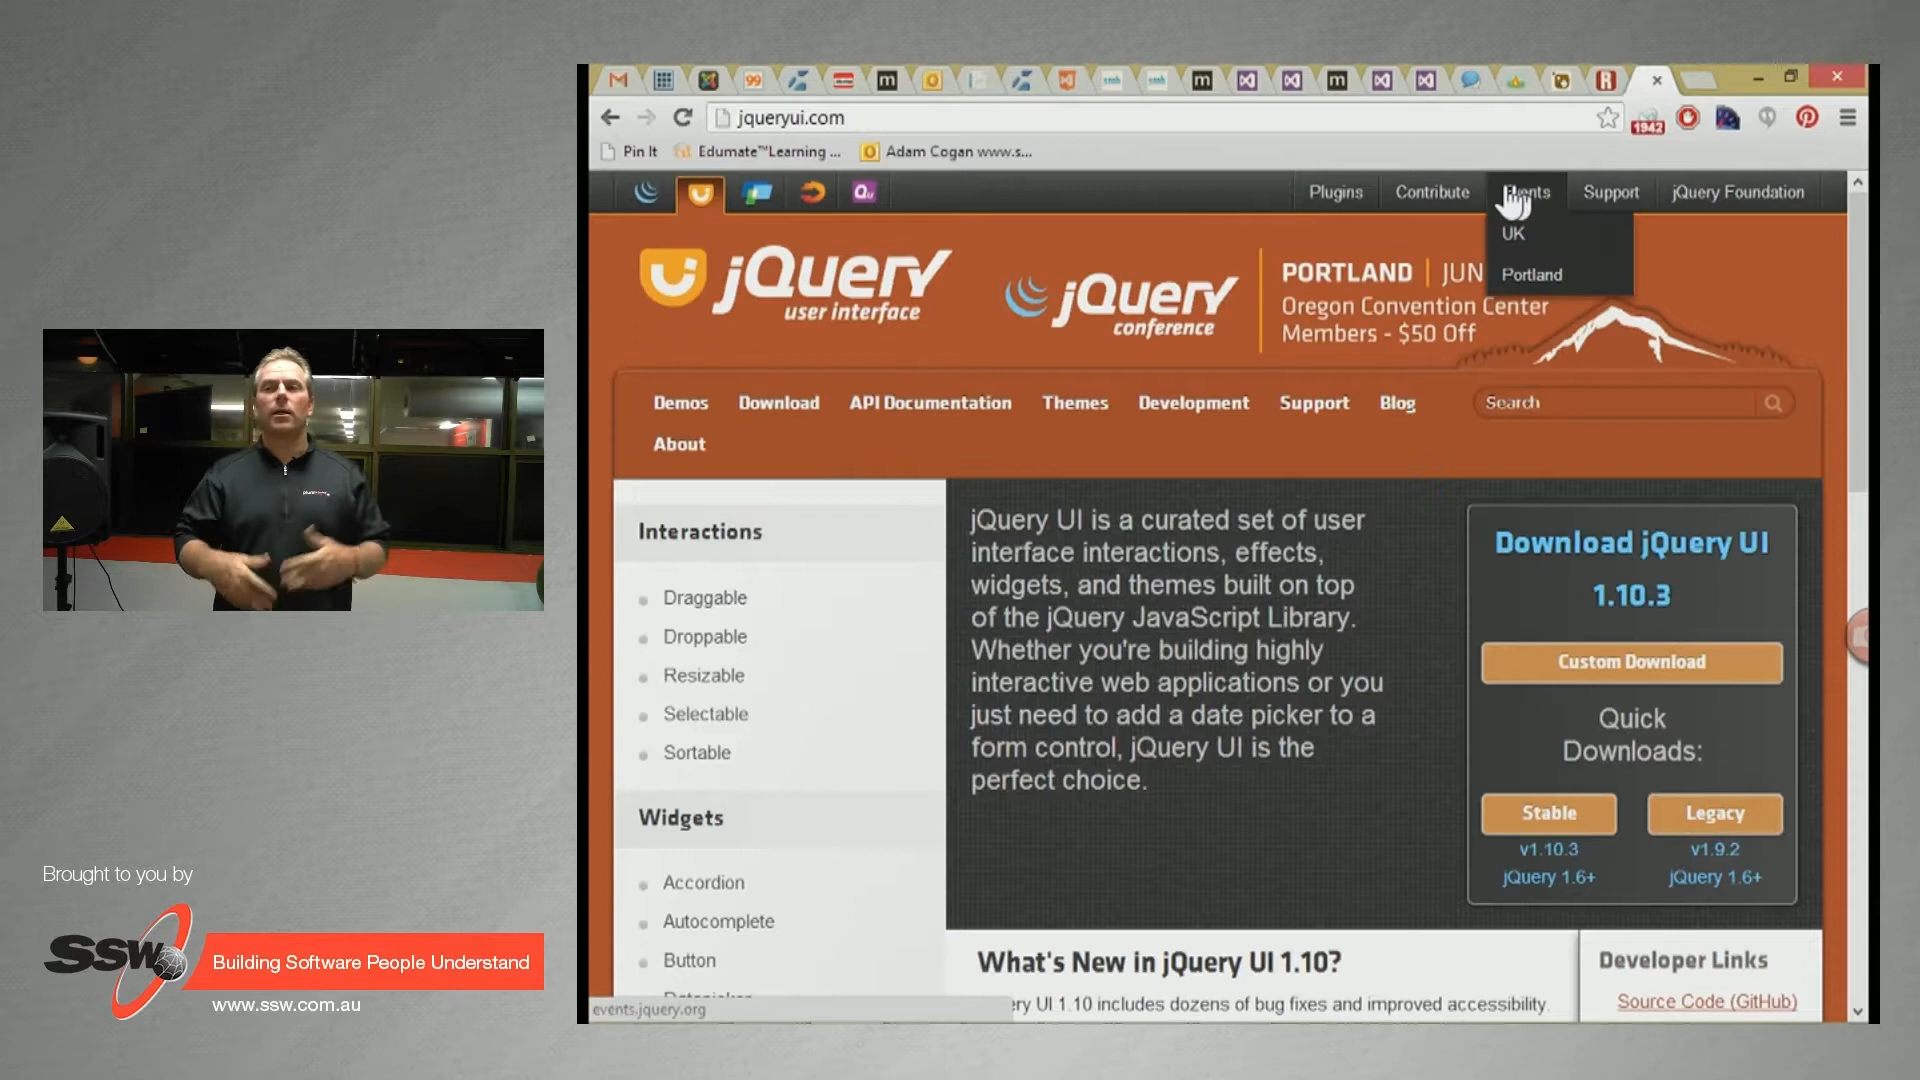 99
m
m
m
jqueryui.com
1942
Pin It
Edumate™Learning ...
Adam Cogan www.s...
Qu
Plugins
Contribute
Support
jQuery Foundation
UK
Portland
jQuery
user interface
jQuery
conference
PORTLAND | JUN
Oregon Convention Center
Members - $50 Off
Demos
Download
API Documentation
Themes
Development
Support
Blog
Search
About
Interactions
Draggable
Droppable
Resizable
Selectable
Sortable
Widgets
Accordion
Autocomplete
Button
jQuery UI is a curated set of user
interface interactions, effects,
widgets, and themes built on top
of the jQuery JavaScript Library.
Whether you're building highly
interactive web applications or you
just need to add a date picker to a
form control, jQuery UI is the
perfect choice.
Download jQuery UI
1.10.3
Custom Download
Quick
Downloads:
Stable
Legacy
v1.10.3
v1.9.2
jQuery 1.6+
jQuery 1.6+
What's New in jQuery UI 1.10?
UI 1.10 includes dozens of bug fixes and improved accessibility.
Developer Links
Source Code (GitHub)
events.jquery.org
Brought to you by
SSW
Building Software People Understand
www.ssw.com.au